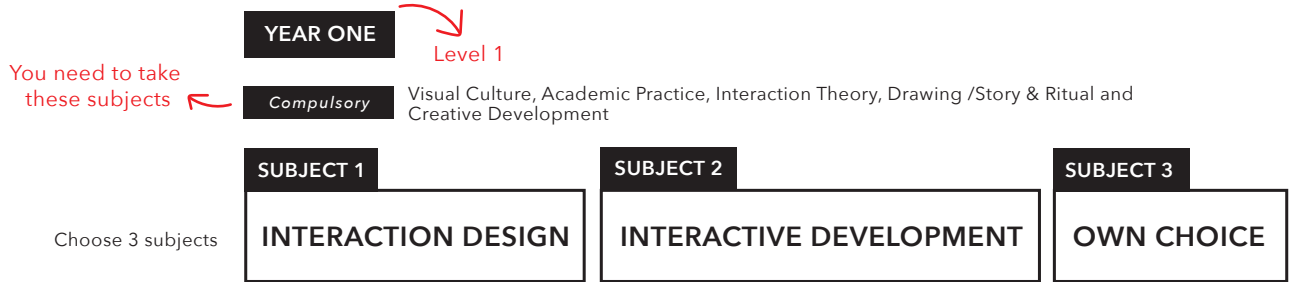 YEAR ONE
Level 1
You need to take
these subjects
Compulsory
Visual Culture, Academic Practice, Interaction Theory, Drawing /Story & Ritual and
Creative Development
SUBJECT 1
SUBJECT 2
SUBJECT 3
Choose 3 subjects
INTERACTION DESIGN
INTERACTIVE DEVELOPMENT
OWN CHOICE